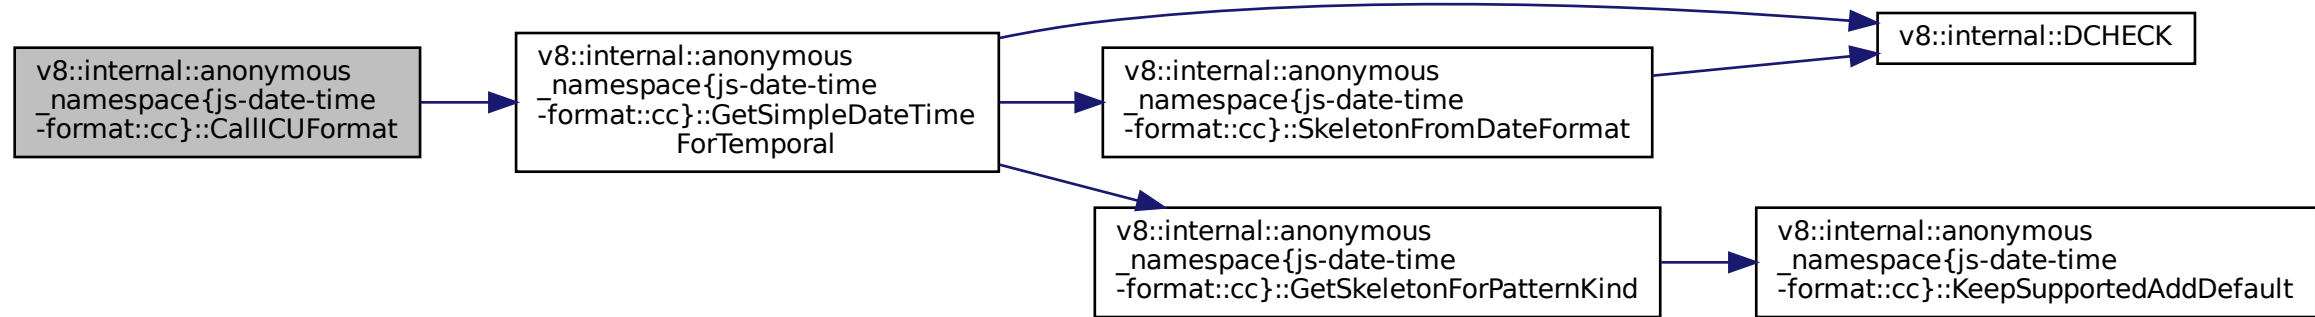 v8::internal::anonymous
_namespace{js-date-time
-format::cc}::CallICUFormat
v8::internal::anonymous
_namespace{js-date-time
-format::cc}::GetSimpleDateTime
ForTemporal
v8::internal::DCHECK
v8::internal::anonymous
_namespace{js-date-time
-format::cc}::SkeletonFromDateFormat
v8::internal::anonymous
_namespace{js-date-time
-format::cc}::GetSkeletonForPatternKind
v8::internal::anonymous
_namespace{js-date-time
-format::cc}::KeepSupportedAddDefault